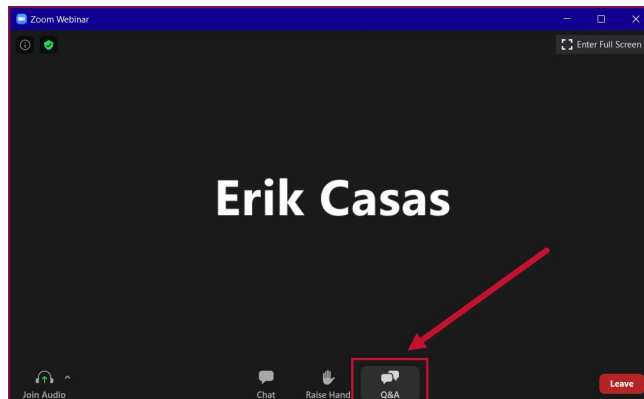 Zoom Webinar
Enter Full Screen
Erik Casas
Join Audio
Chat
Raise Hand
Q&A
Leave